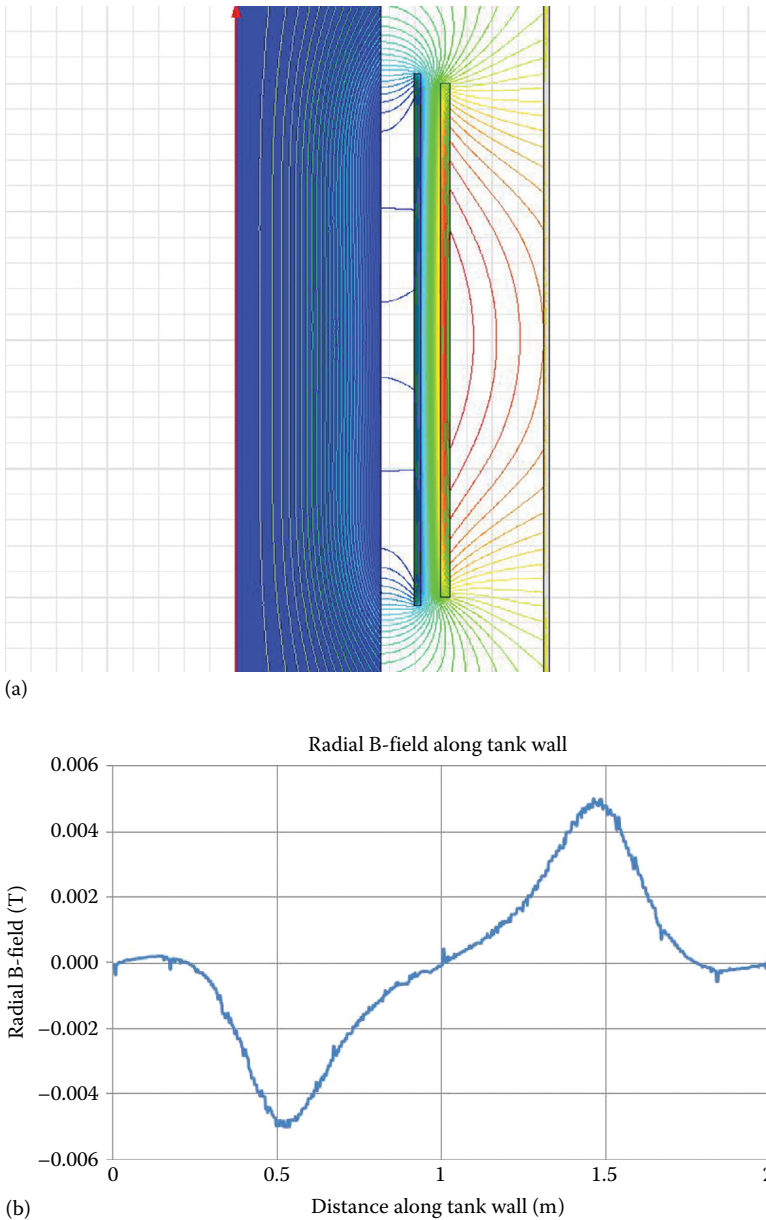 (a)
Radial B-field along tank wall
0.006
0.004
0.002
0.000
−0.002
−0.004
−0.006
Radial B-field (T)
0
0.5
1
1.5
2
Distance along tank wall (m)
(b)